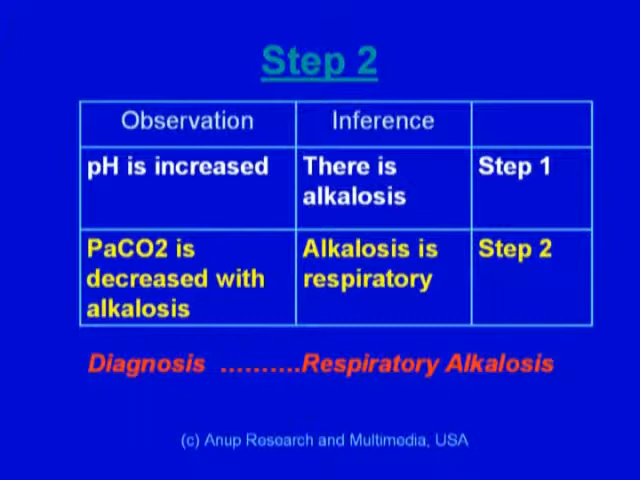 Step 2
Observation Inference
pH is increased There is alkalosis Step 1
PaCO2 is decreased with alkalosis Alkalosis is respiratory Step 2
Diagnosis ..........Respiratory Alkalosis
(c) Anup Research and Multimedia, USA